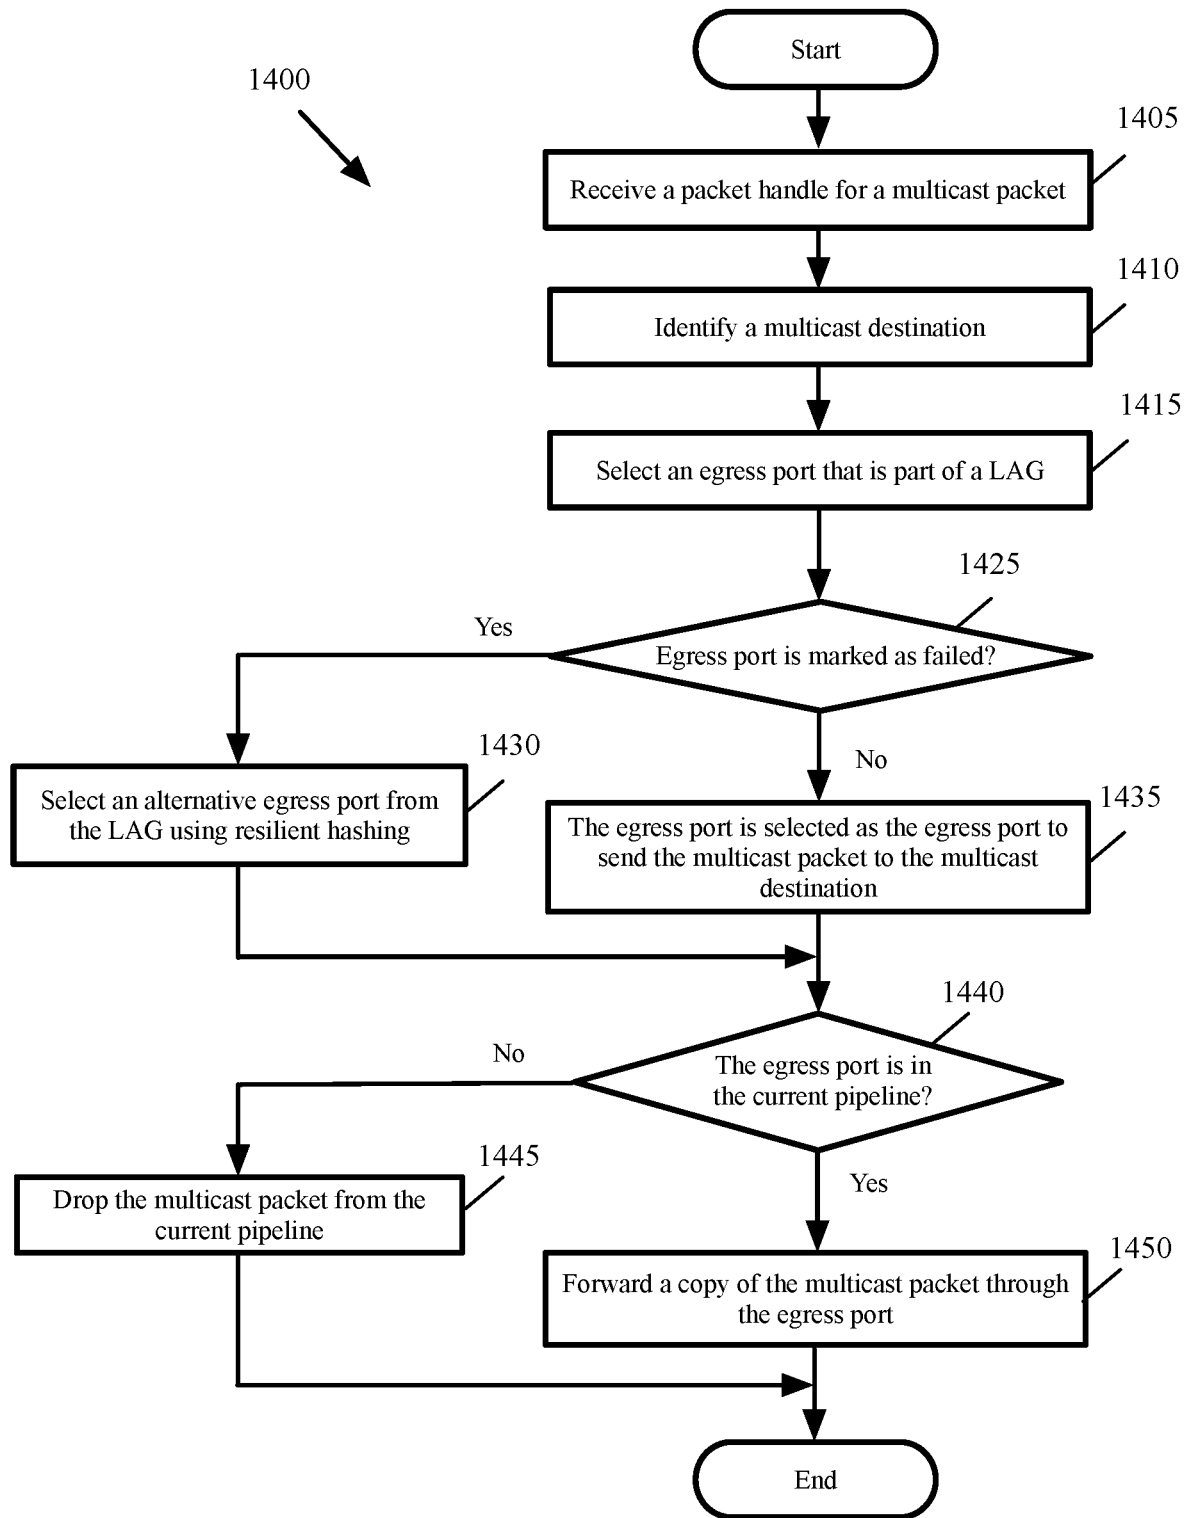 Start
1400
1405
Receive a packet handle for a multicast packet
1410
Identify a multicast destination
1415
Select an egress port that is part of a LAG
1425
Yes
Egress port is marked as failed?
1430
No
Select an alternative egress port from
the LAG using resilient hashing
1435
The egress port is selected as the egress port to
send the multicast packet to the multicast
destination
1440
No
The egress port is in
the current pipeline?
1445
Yes
Drop the multicast packet from the
current pipeline
1450
Forward a copy of the multicast packet through
the egress port
End